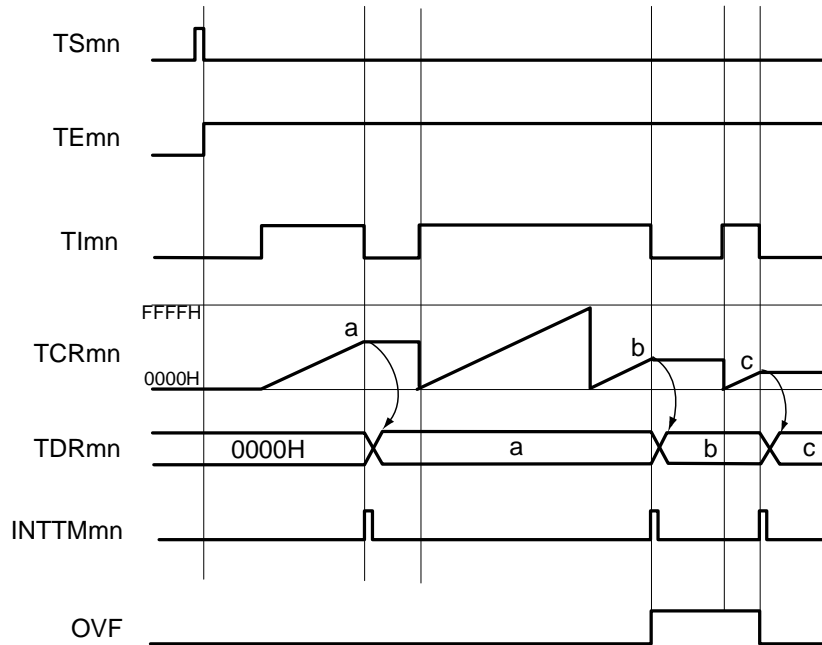 TSmn
TEmn
TImn
FFFFH
a
b
c
TCRmn
0000H
TDRmn
0000H
a
b
c
INTTMmn
OVF